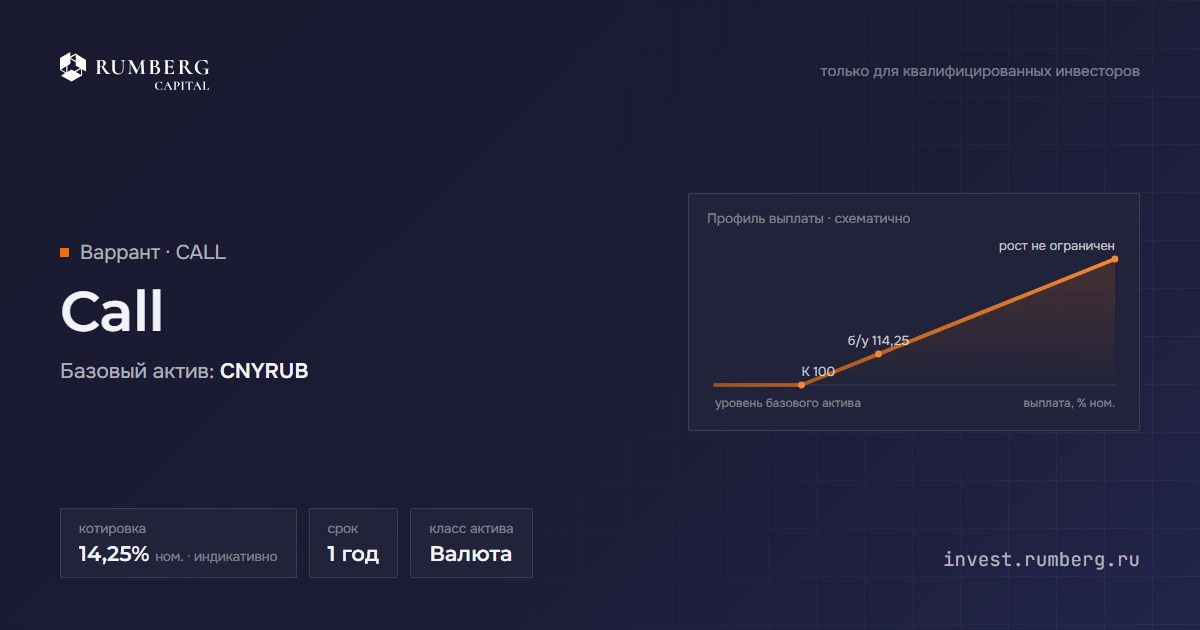 RUMBERG
CAPITAL
только для квалифицированных инвесторов
Варрант · CALL
Call
Базовый актив: CNYRUB
Профиль выплаты · схематично
рост не ограничен
б/у 114,25
K 100
уровень базового актива
выплата, % ном.
котировка
14,25% ном. · индикативно
срок
1 год
класс актива
Валюта
invest.rumberg.ru